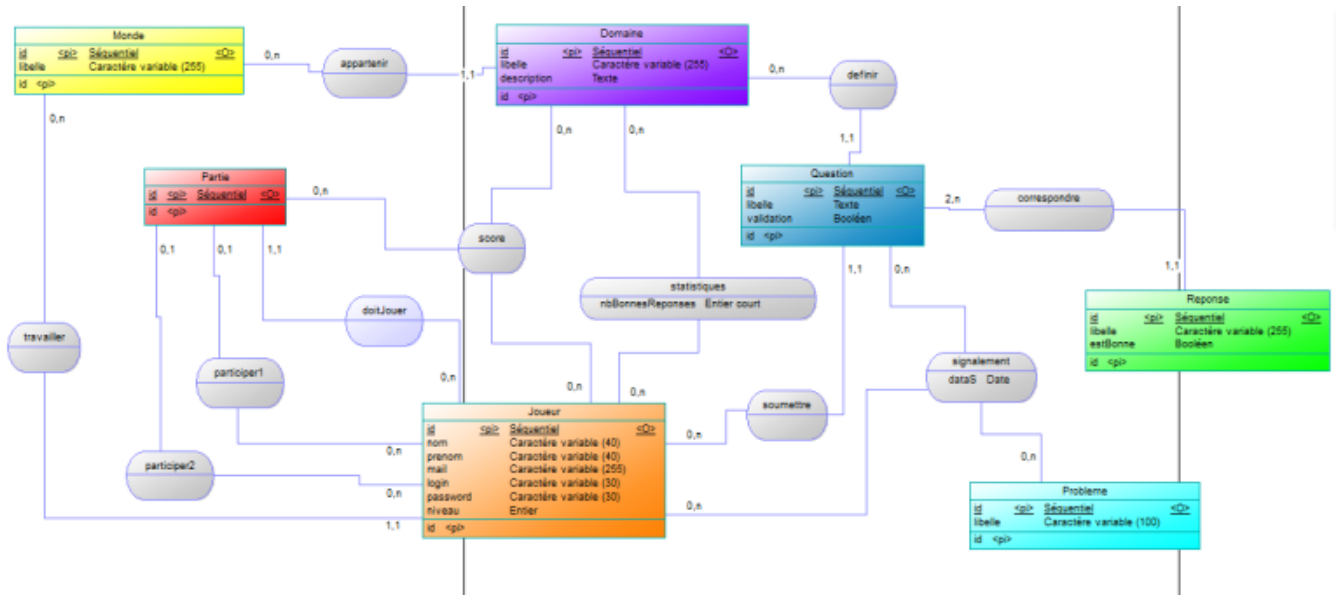 Monde
id <pi> Séquentiel <O>
libelle Caractère variable (255)
id <pi>
0,n
appartenir
1,1
Domaine
id <pi> Séquentiel <O>
libelle Caractère variable (255)
description Texte
id <pi>
0,n
definir
1,1
0,n
0,n
0,n
Partie
id <pi> Séquentiel <O>
id <pi>
0,n
score
Question
id <pi> Séquentiel <O>
libelle Texte
validation Booléen
id <pi>
2,n
correspondre
1,1
0,1
0,1
1,1
1,1
0,n
statistiques
nbBonnesReponses Entier court
Reponse
id <pi> Séquentiel <O>
libelle Caractère variable (255)
estBonne Booléen
id <pi>
doitJouer
travailler
participer1
signalement
dataS Date
0,n
0,n
0,n
soumettre
Joueur
id <pi> Séquentiel <O>
nom Caractère variable (40)
prenom Caractère variable (40)
mail Caractère variable (255)
login Caractère variable (30)
password Caractère variable (30)
niveau Entier
id <pi>
0,n
0,n
participer2
0,n
0,n
1,1
0,n
Probleme
id <pi> Séquentiel <O>
libelle Caractère variable (100)
id <pi>